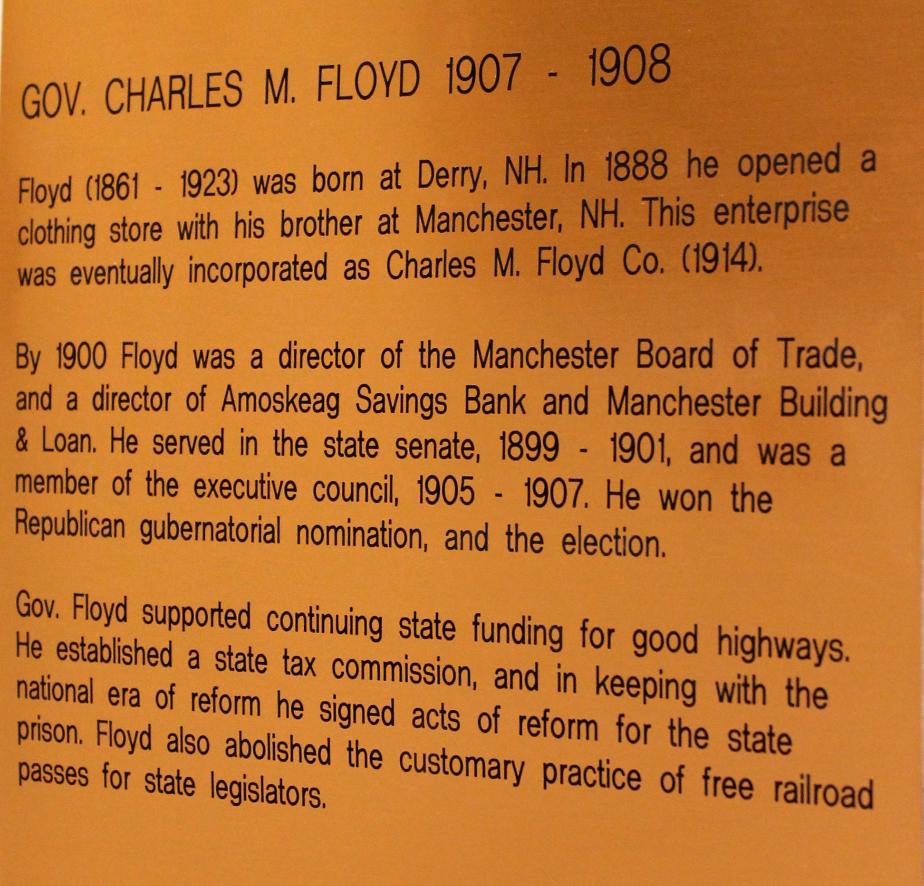 GOV. CHARLES M. FLOYD 1907 - 1908
Floyd (1861 - 1923) was born at Derry, NH. In 1888 he opened a
clothing store with his brother at Manchester, NH. This enterprise
was eventually incorporated as Charles M. Floyd Co. (1914).
By 1900 Floyd was a director of the Manchester Board of Trade,
and a director of Amoskeag Savings Bank and Manchester Building
& Loan. He served in the state senate, 1899 - 1901, and was a
member of the executive council, 1905 - 1907. He won the
Republican gubernatorial nomination, and the election.
Gov. Floyd supported continuing state funding for good highways.
He established a state tax commission, and in keeping with the
national era of reform he signed acts of reform for the state
prison. Floyd also abolished the customary practice of free railroad
passes for state legislators.